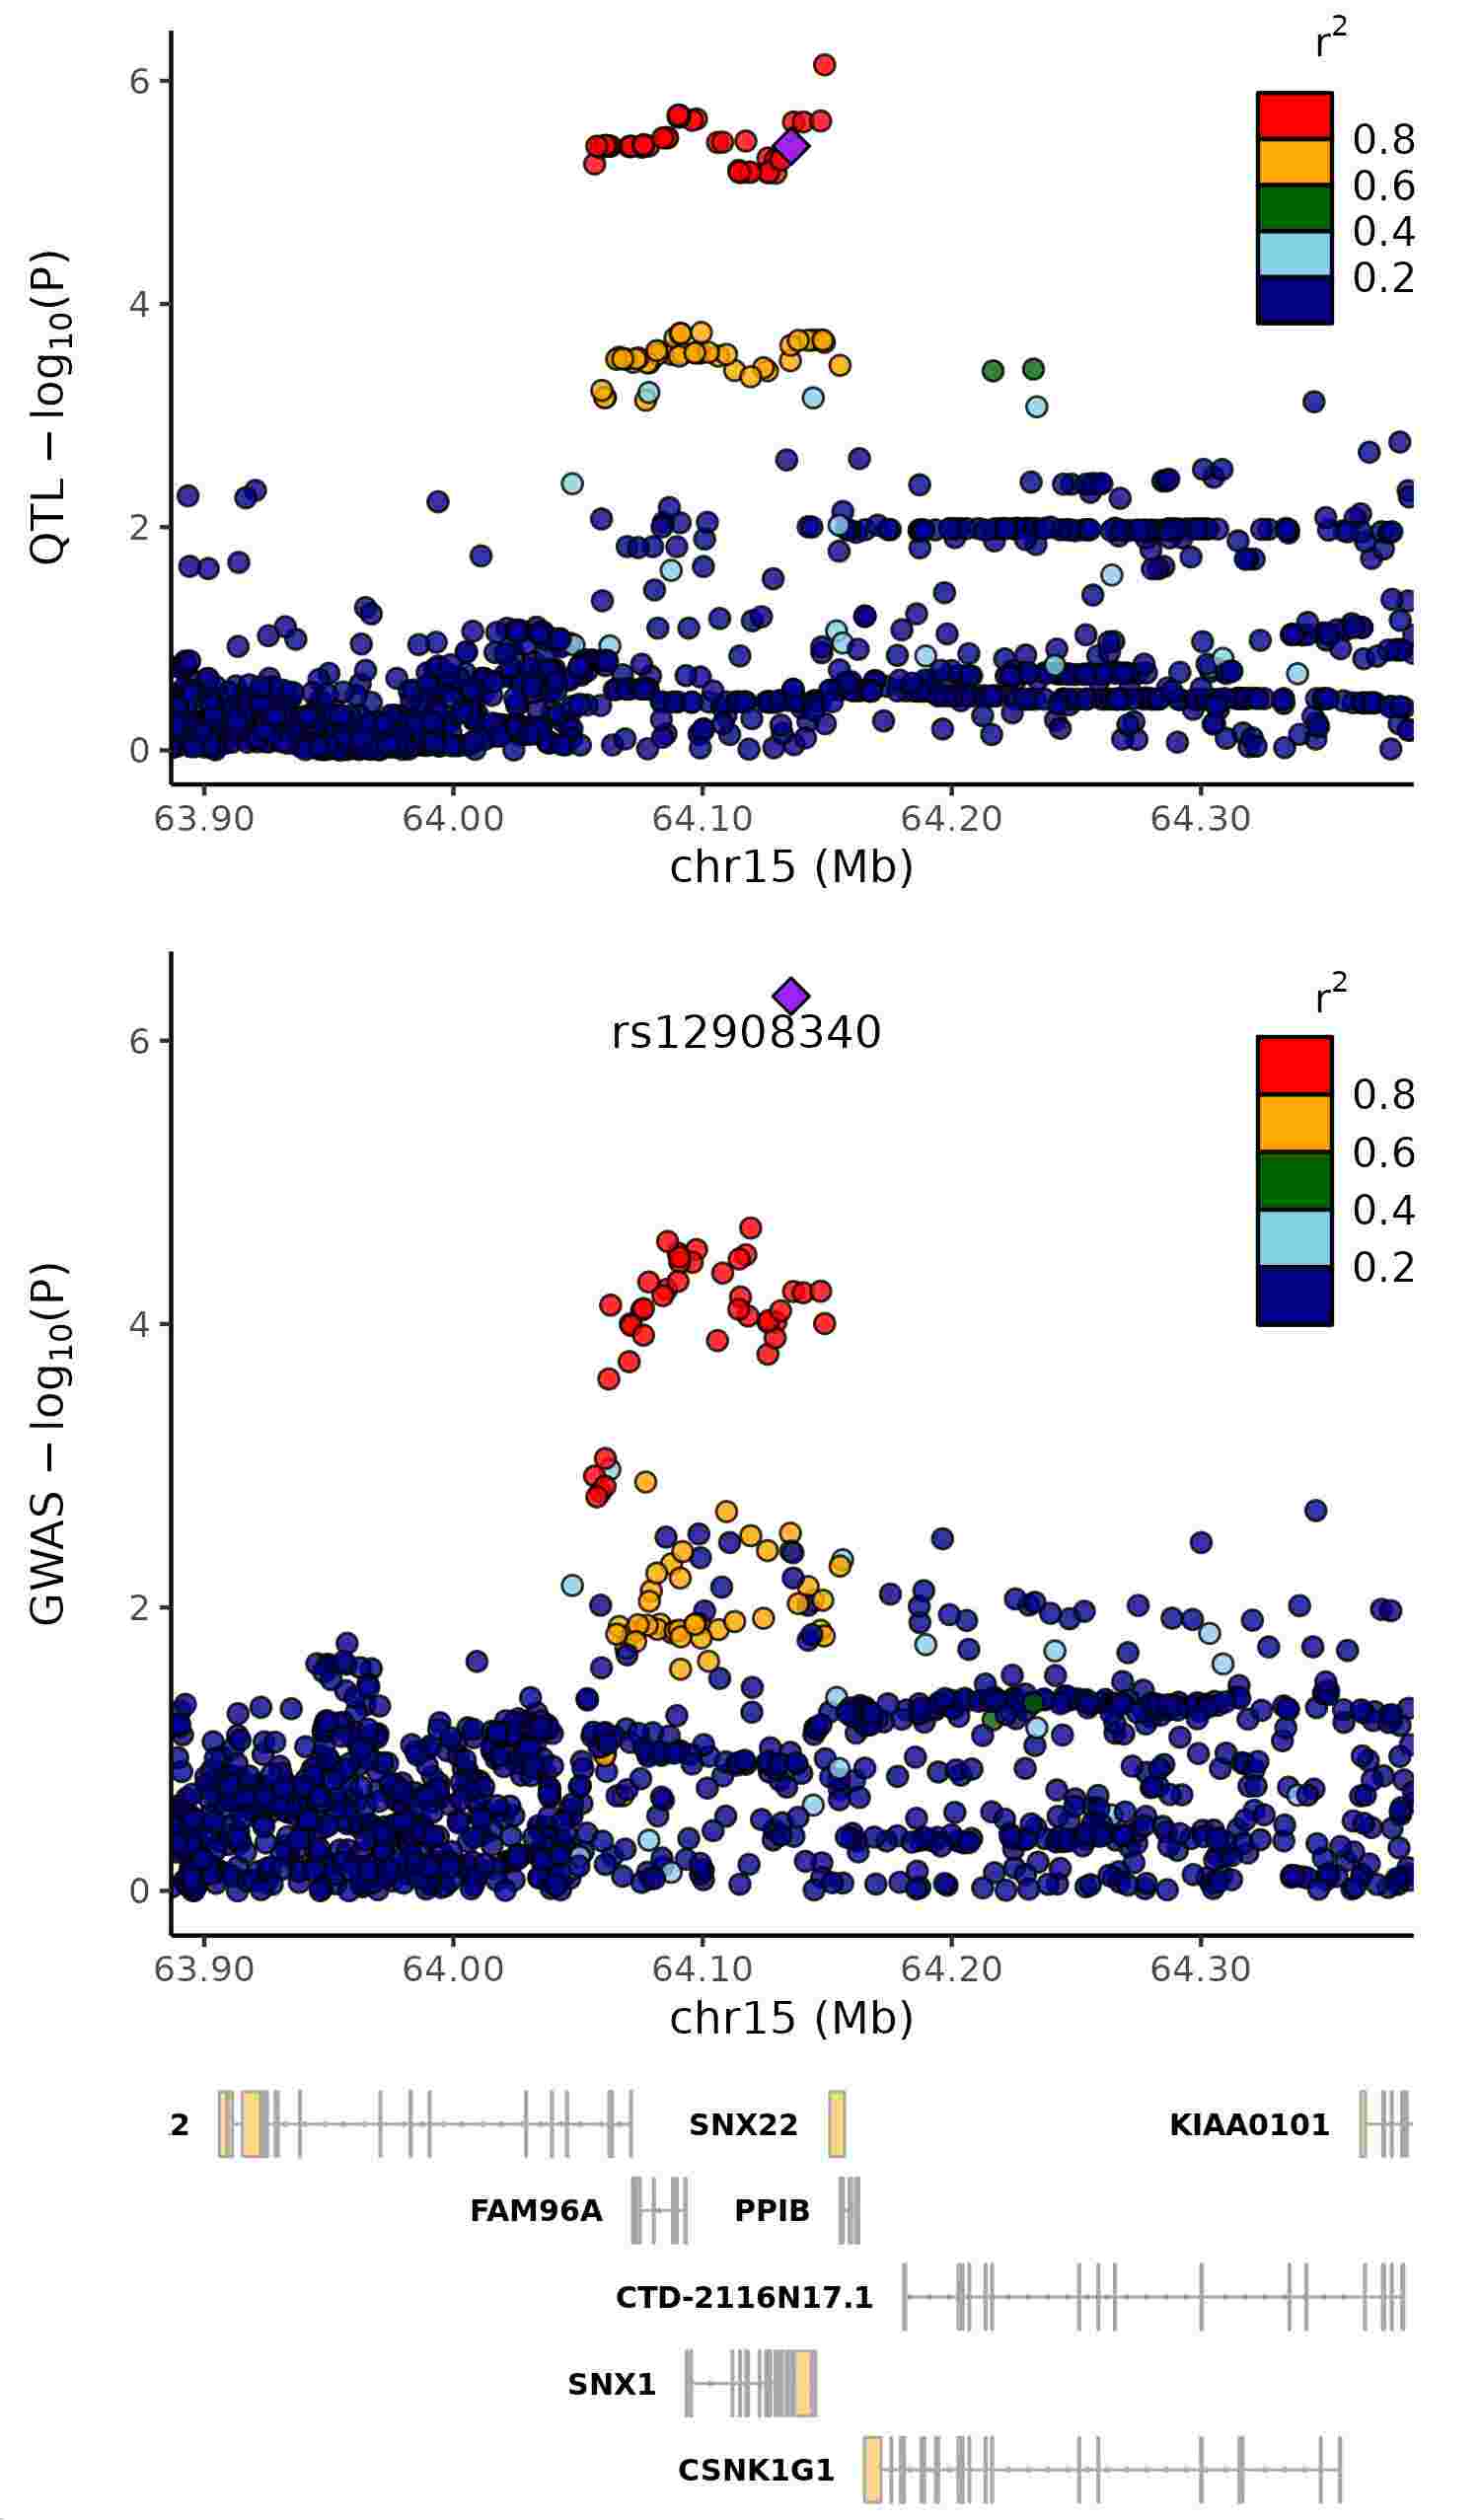 r2
6
4
2
0
QTL − log10(P)
0.8
0.6
0.4
0.2
63.90 64.00 64.10 64.20 64.30
chr15 (Mb)
r2
rs12908340
6
4
2
0
GWAS − log10(P)
0.8
0.6
0.4
0.2
63.90 64.00 64.10 64.20 64.30
chr15 (Mb)
2 SNX22 KIAA0101
FAM96A PPIB
CTD-2116N17.1
SNX1
CSNK1G1